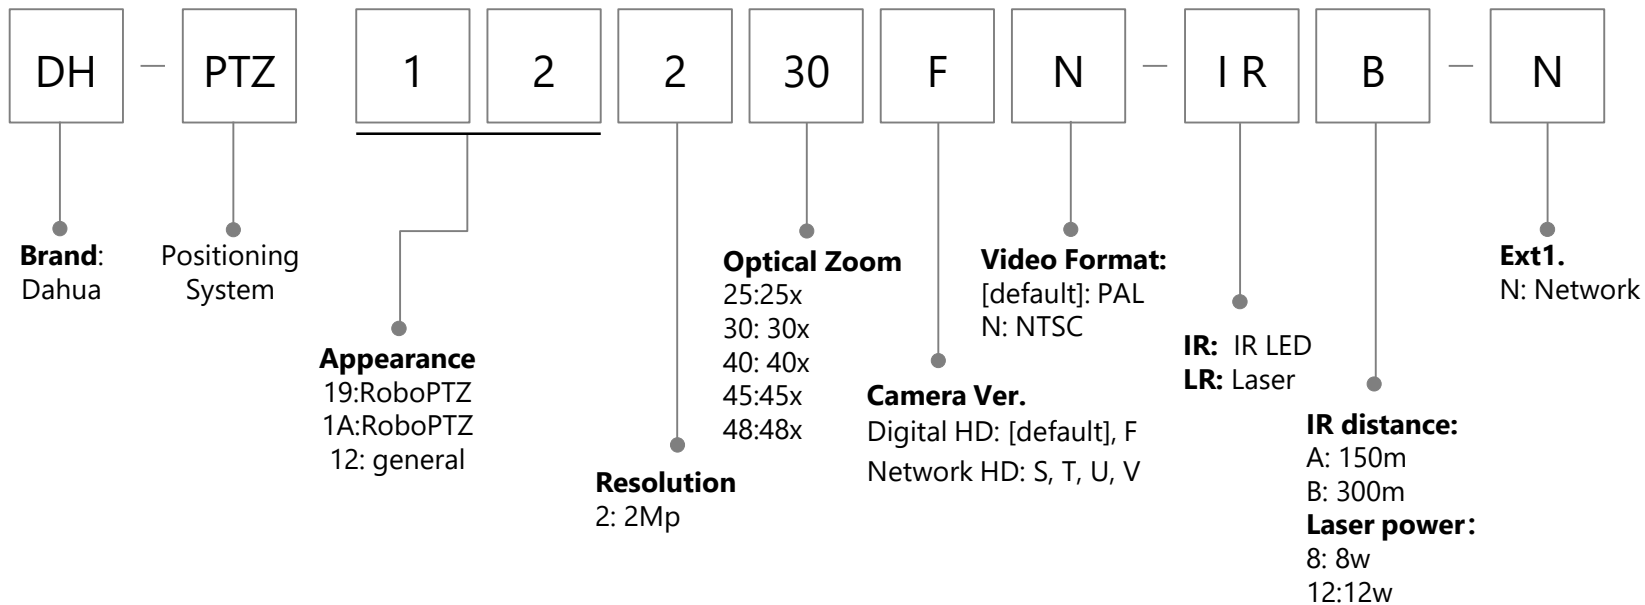 DH — PTZ 1 2 2 30 F N — I R B — N
Brand:
Dahua
Positioning
System
Appearance
19:RoboPTZ
1A:RoboPTZ
12: general
Resolution
2: 2Mp
Optical Zoom
25:25x
30: 30x
40: 40x
45:45x
48:48x
Camera Ver.
Digital HD: [default], F
Network HD: S, T, U, V
Video Format:
[default]: PAL
N: NTSC
IR: IR LED
LR: Laser
IR distance:
A: 150m
B: 300m
Laser power:
8: 8w
12:12w
Ext1.
N: Network